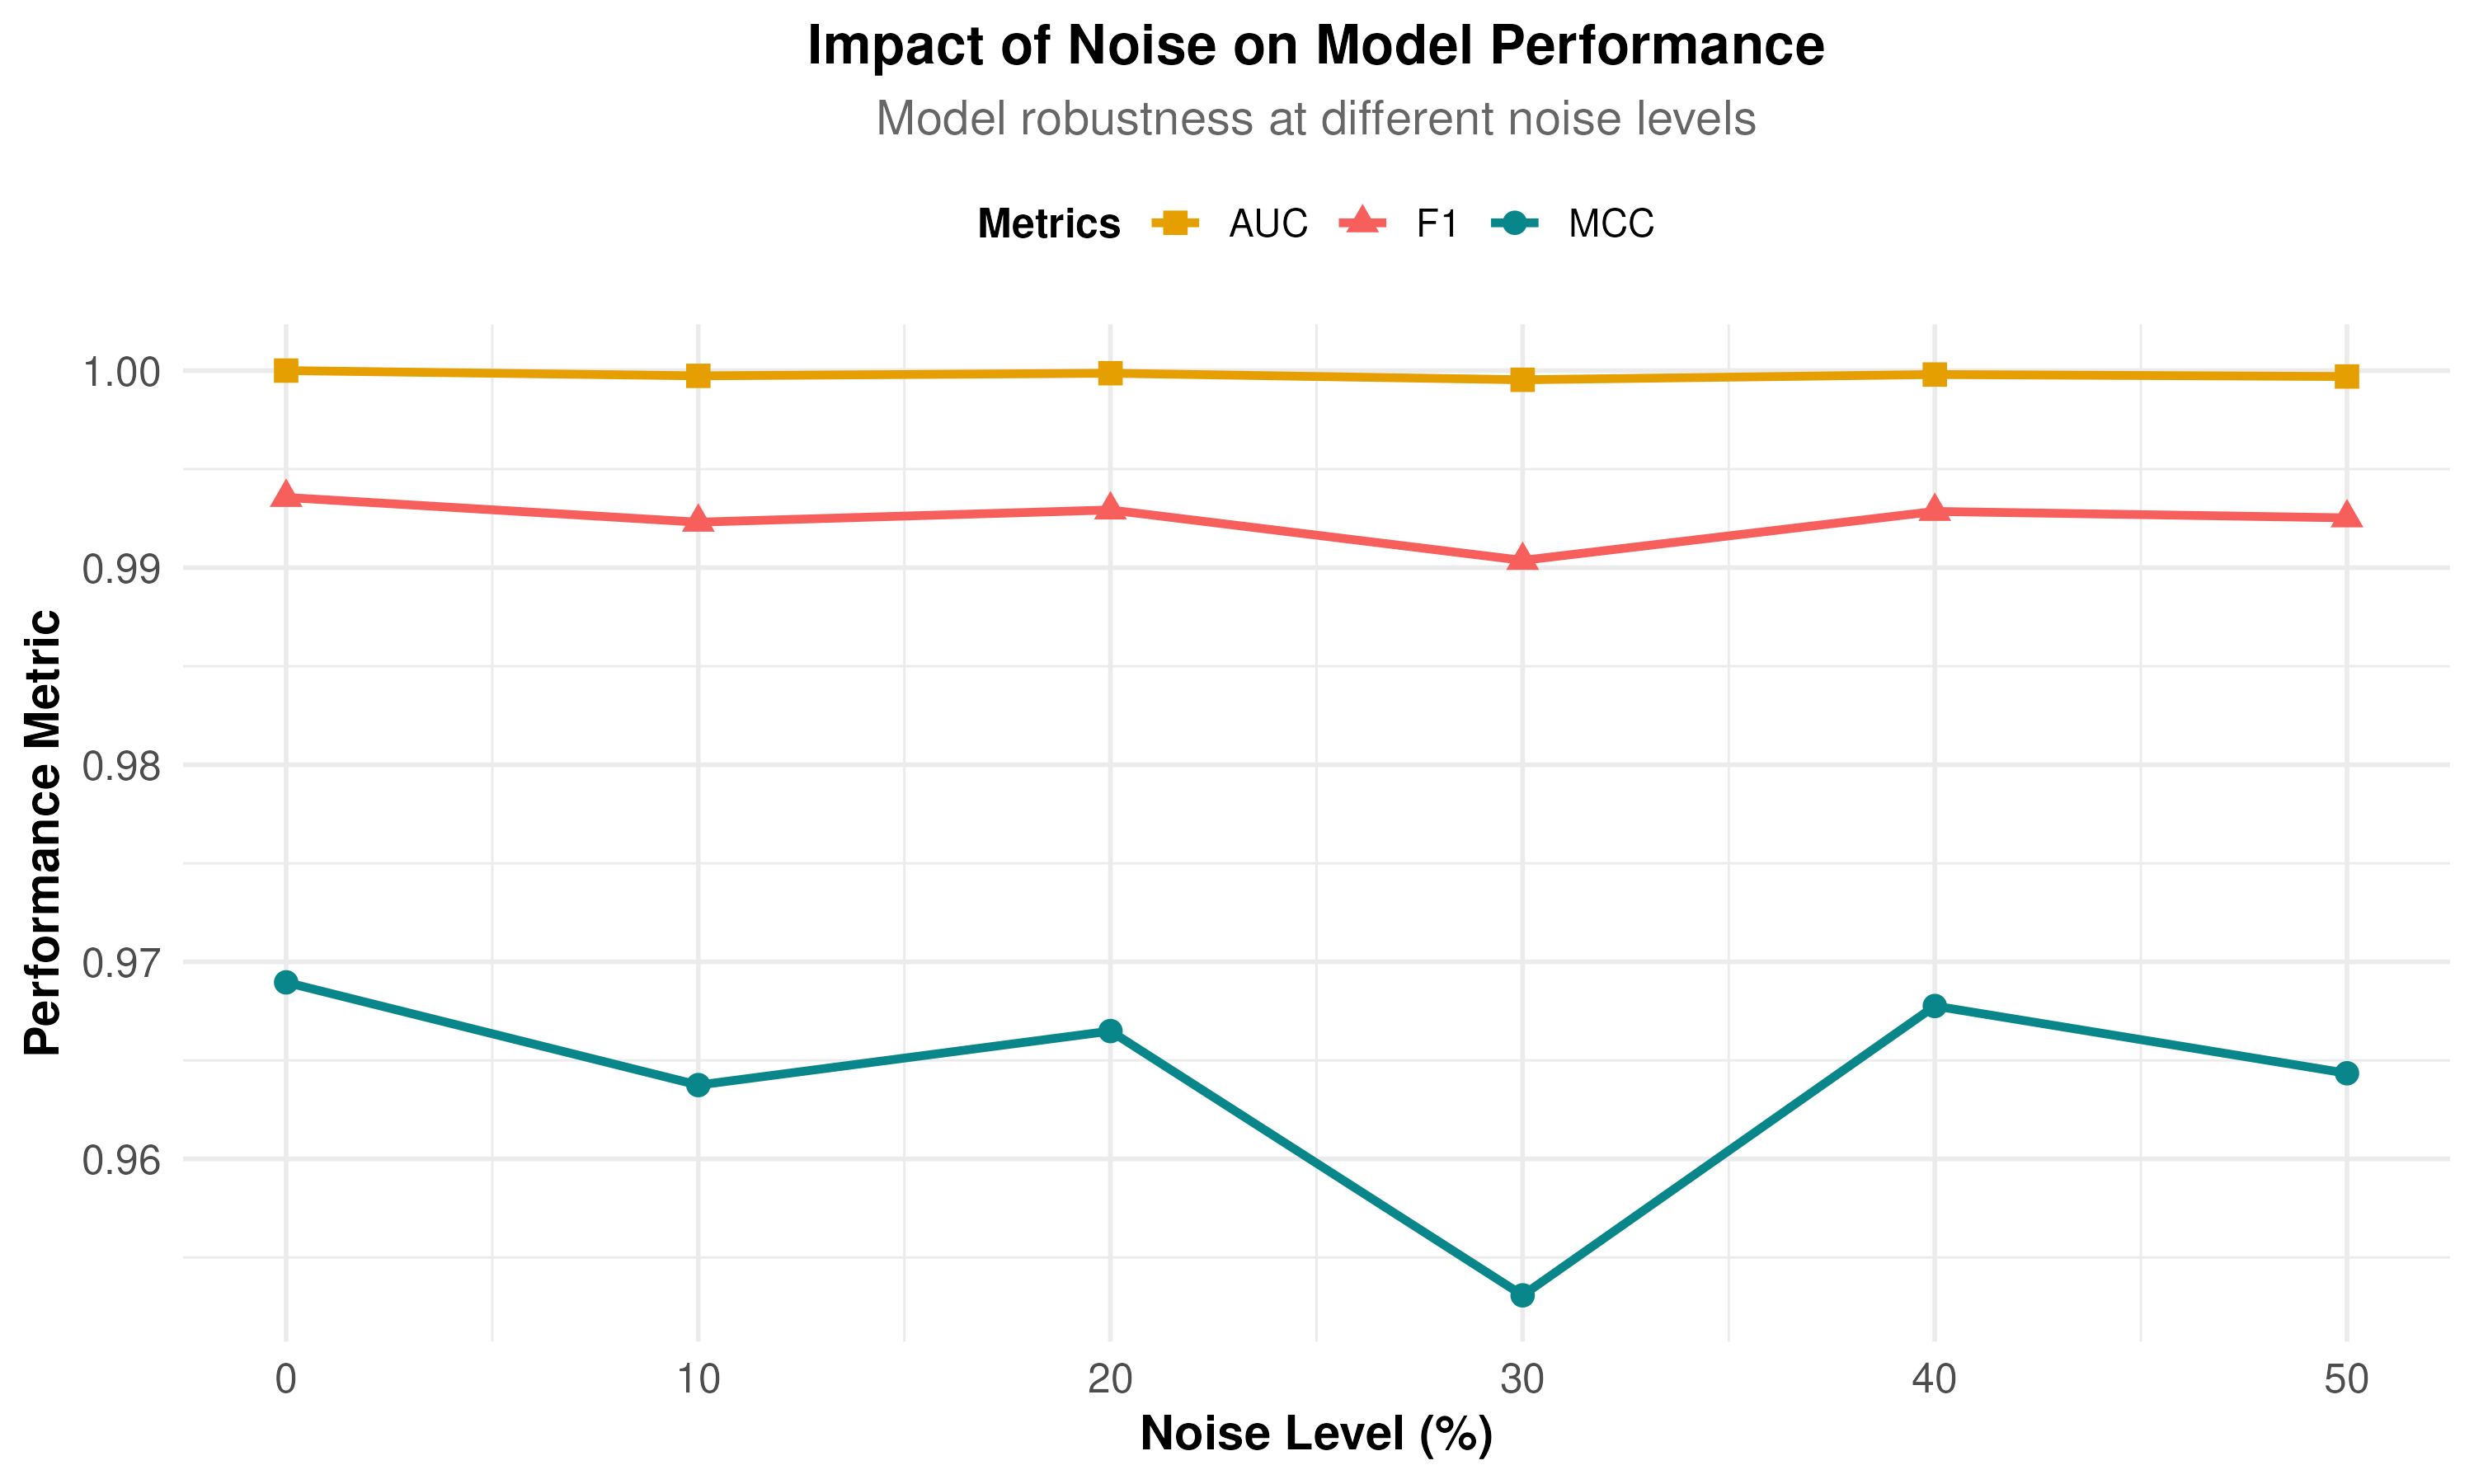 Impact of Noise on Model Performance
Model robustness at different noise levels
Metrics AUC F1 MCC
1.00
0.99
0.98
0.97
0.96
Performance Metric
0 10 20 30 40 50
Noise Level (%)